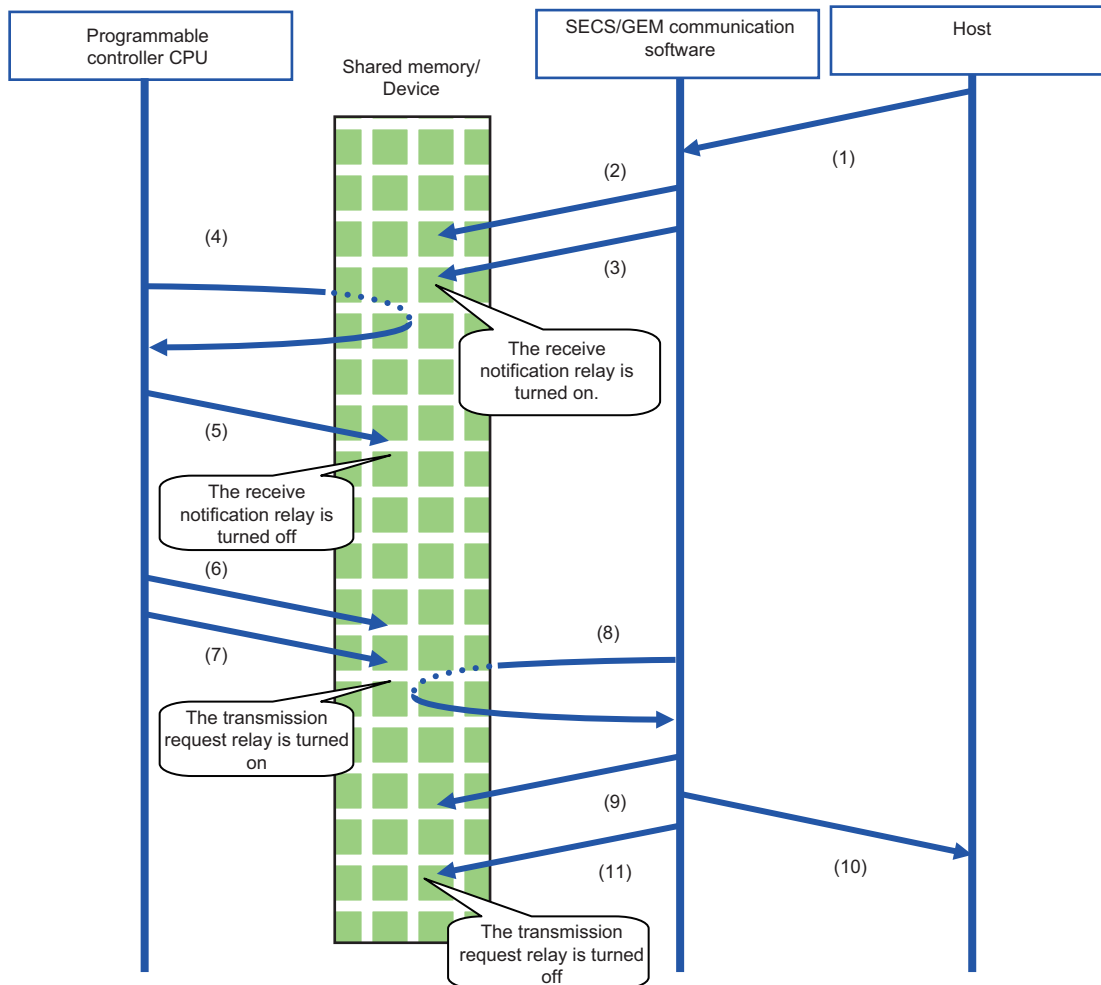 Programmable
controller CPU
Shared memory/
Device
SECS/GEM communication
software
Host
(1)
(2)
(3)
(4)
The receive
notification relay is
turned on.
(5)
The receive
notification relay is
turned off
(6)
(7)
(8)
The transmission
request relay is turned
on
(9)
(10)
(11)
The transmission
request relay is turned
off